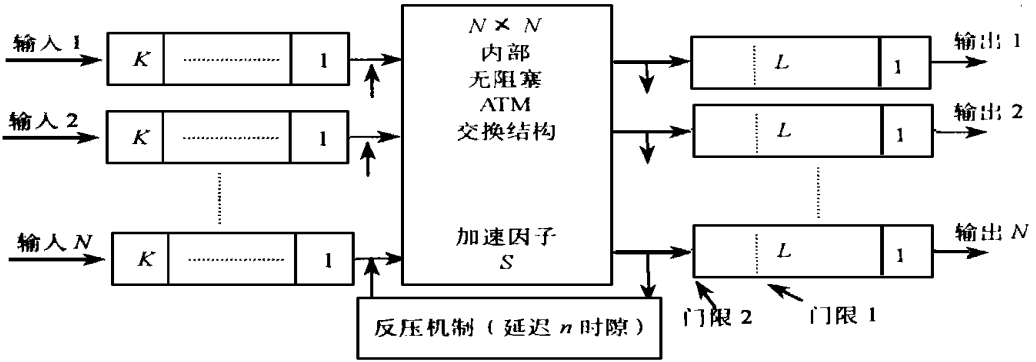 N × N
内部
无阻塞
ATM
交换结构
加速因子
S
输入 1
K
1
L
1
输出 1
输入 2
K
1
L
1
输出 2
输入 N
K
1
L
1
输出 N
反压机制（延迟 n 时隙）
门限 2
门限 1